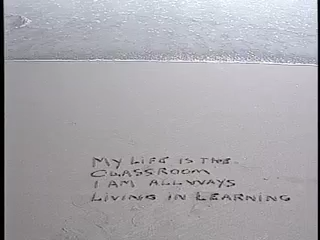 MY LIFE IS THE
CLASSROOM
I AM ALLWAYS
LIVING IN LEARNING